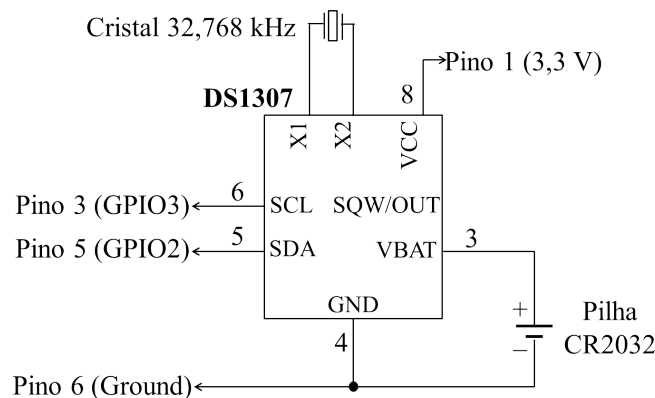 Cristal 32,768 kHz
Pino 1 (3,3 V)
DS1307
8
X1
X2
VCC
Pino 3 (GPIO3)
6
SCL
SQW/OUT
Pino 5 (GPIO2)
5
SDA
VBAT
3
GND
4
+
−
Pilha
CR2032
Pino 6 (Ground)